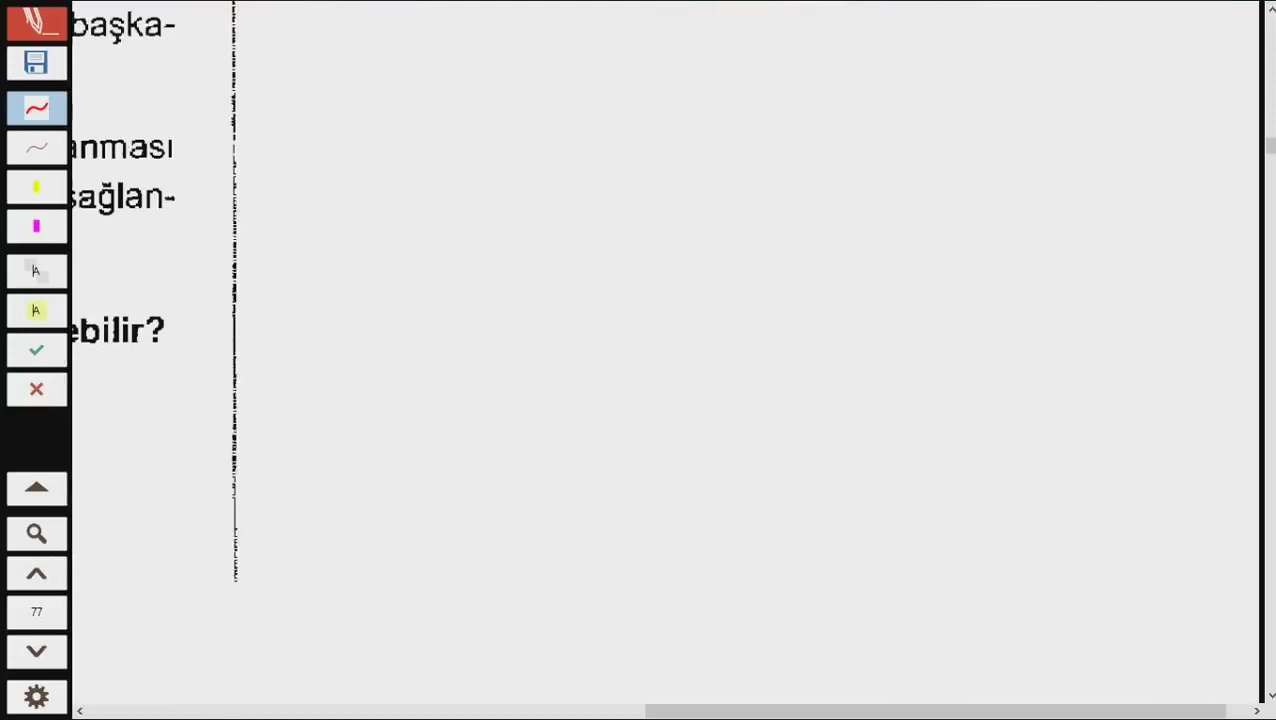 başka-
anması
sağlan-
ebilir?
A
A
77